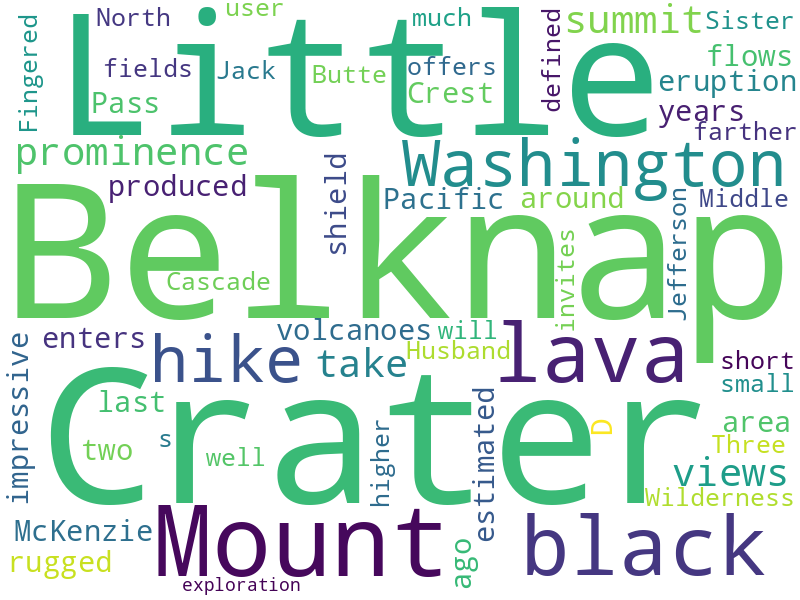 North
user
much
summit
Sister
Fingered
Little
defined
fields
Jack
Butte
offers
flows
eruption
Pass
Crest
years
farther
prominence
Washington
produced
shield
Pacific
around
Jefferson
Middle
Belknap
Cascade
invites
enters
volcanoes
will
impressive
hike
take
Husband
lava
short
small
Crater
last
two
s
well
higher
estimated
D
area
Three
views
Wilderness
McKenzie
Mount
black
rugged
ago
exploration